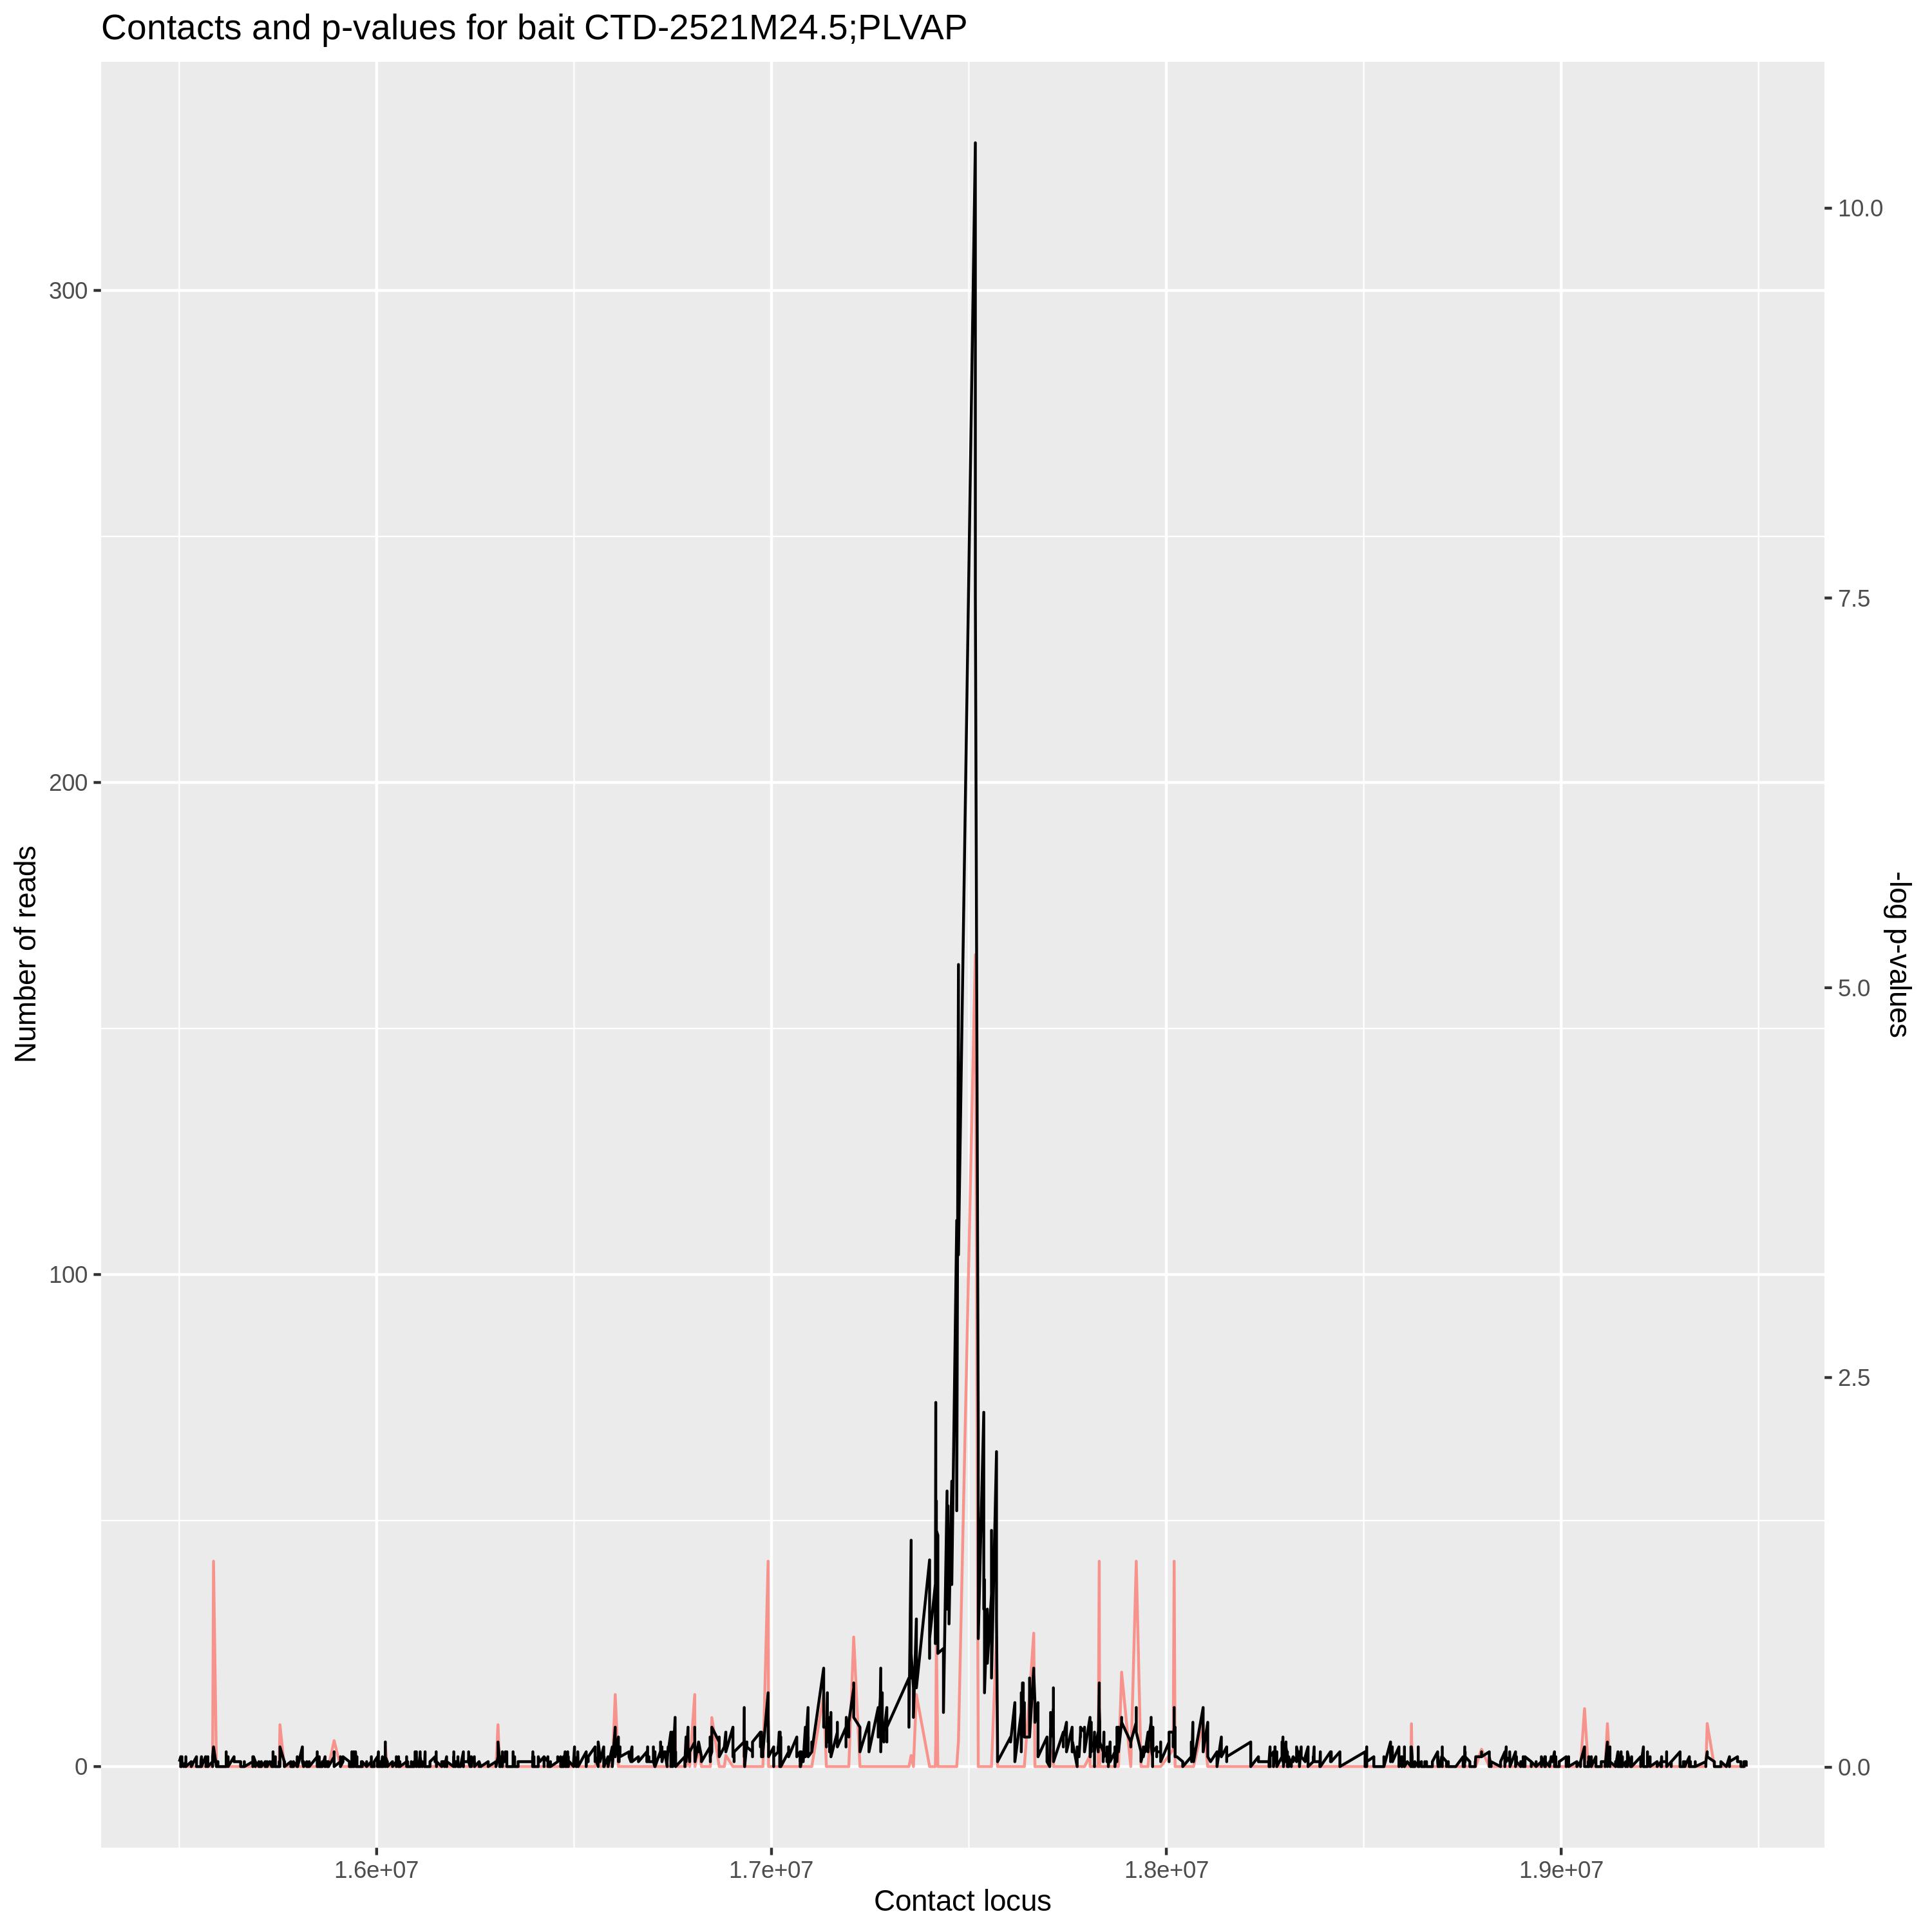 Contacts and p-values for bait CTD-2521M24.5;PLVAP
Number of reads
300
200
100
0
10.0
7.5
5.0
2.5
0.0
-log p-values
1.6e+07
1.7e+07
1.8e+07
1.9e+07
Contact locus